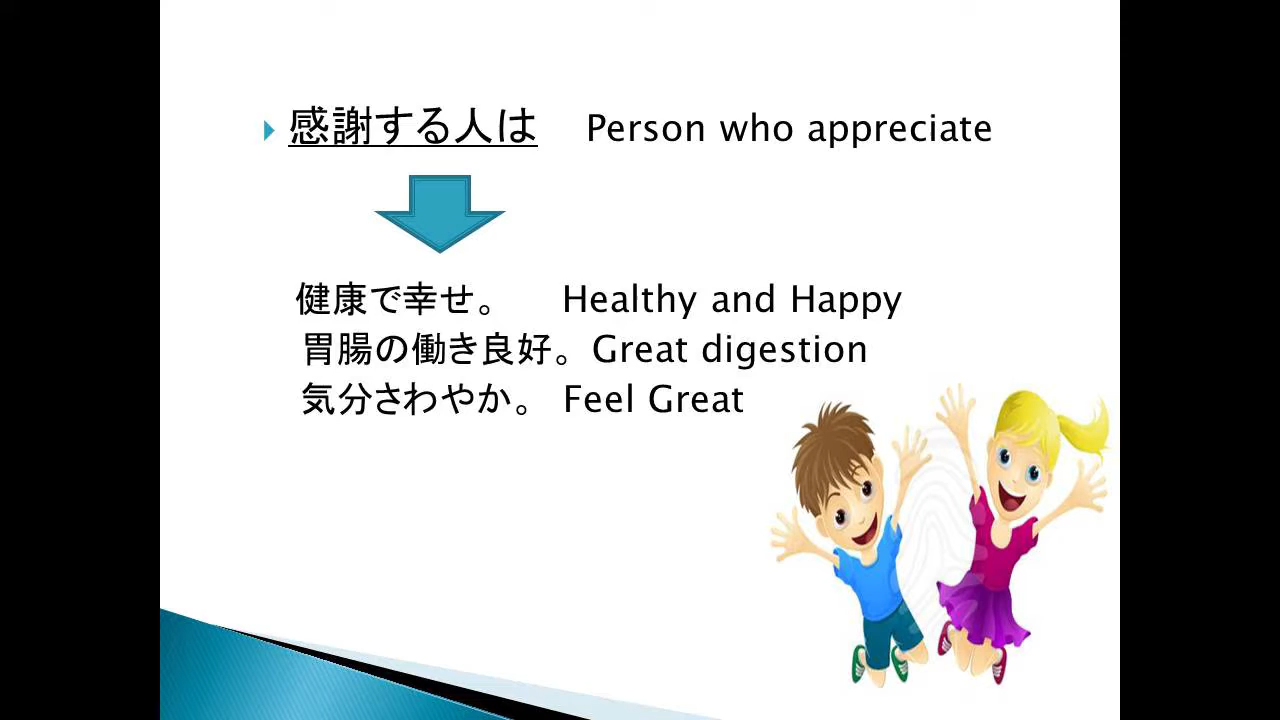 感謝する人は Person who appreciate
健康で幸せ。 Healthy and Happy
胃腸の働き良好。 Great digestion
気分さわやか。 Feel Great